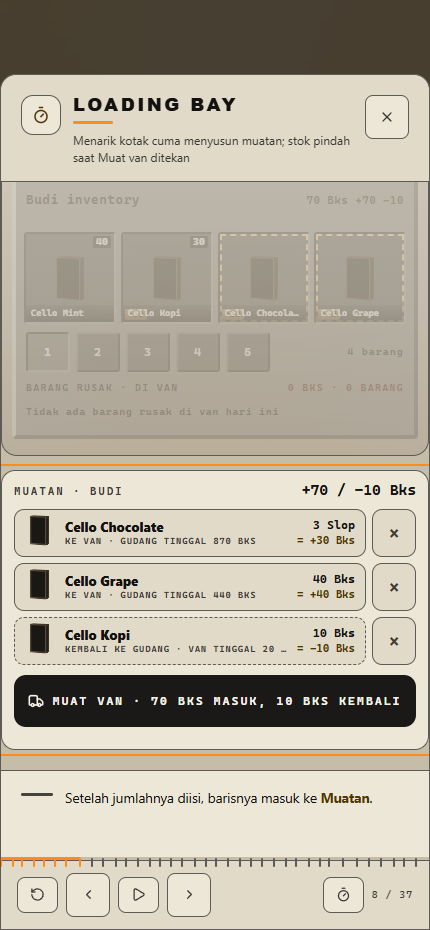 LOADING BAY
Menarik kotak cuma menyusun muatan; stok pindah
saat Muat van ditekan
Budi inventory
70 Bks +70 −10
40
30
Cello Mint
Cello Kopi
Cello Chocola…
Cello Grape
1
2
3
4
5
4 barang
BARANG RUSAK · DI VAN
0 BKS · 0 BARANG
Tidak ada barang rusak di van hari ini
MUATAN · BUDI
+70 / −10 Bks
Cello Chocolate
3 Slop
KE VAN · GUDANG TINGGAL 870 BKS
= +30 Bks
Cello Grape
40 Bks
KE VAN · GUDANG TINGGAL 440 BKS
= +40 Bks
Cello Kopi
10 Bks
KEMBALI KE GUDANG · VAN TINGGAL 20 …
= −10 Bks
MUAT VAN · 70 BKS MASUK, 10 BKS KEMBALI
Setelah jumlahnya diisi, barisnya masuk ke Muatan.
8 / 37